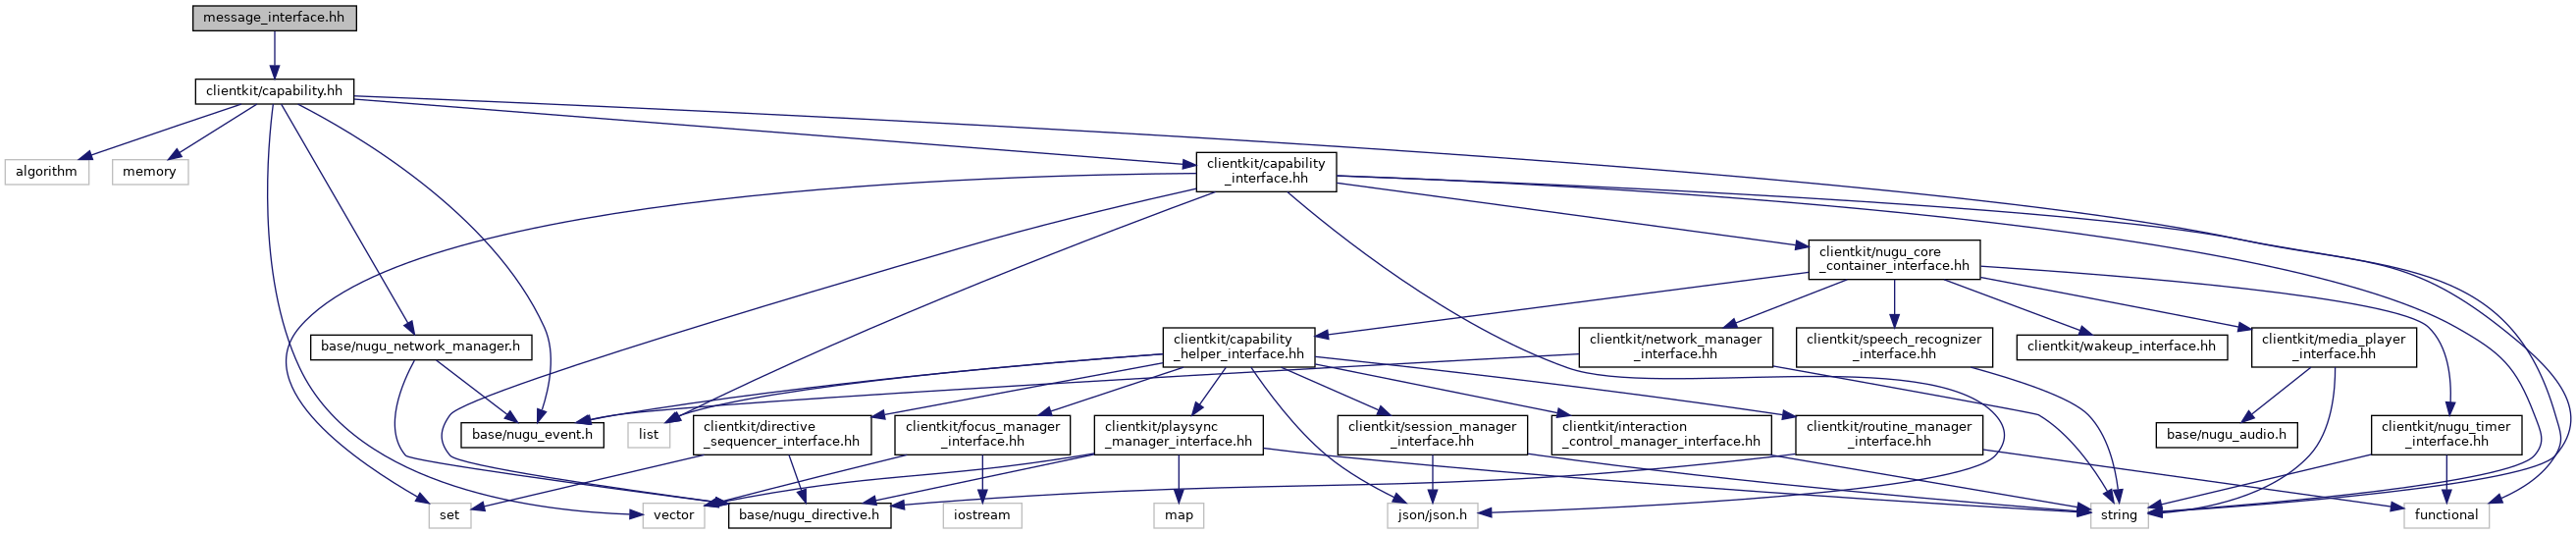 message_interface.hh
clientkit/capability.hh
algorithm
memory
clientkit/capability
_interface.hh
clientkit/nugu_core
_container_interface.hh
base/nugu_network_manager.h
clientkit/capability
_helper_interface.hh
clientkit/network_manager
_interface.hh
clientkit/speech_recognizer
_interface.hh
clientkit/wakeup_interface.hh
clientkit/media_player
_interface.hh
base/nugu_event.h
list
clientkit/directive
_sequencer_interface.hh
clientkit/focus_manager
_interface.hh
clientkit/playsync
_manager_interface.hh
clientkit/session_manager
_interface.hh
clientkit/interaction
_control_manager_interface.hh
clientkit/routine_manager
_interface.hh
base/nugu_audio.h
clientkit/nugu_timer
_interface.hh
set
vector
base/nugu_directive.h
iostream
map
json/json.h
string
functional